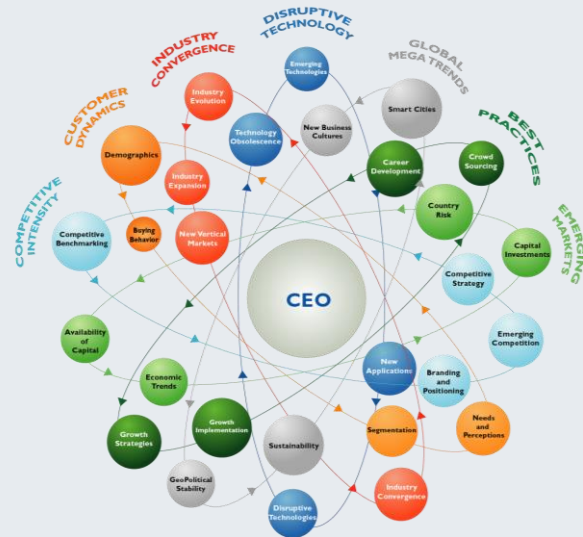 DISRUPTIVE
TECHNOLOGY
INDUSTRY
CONVERGENCE
GLOBAL
MEGA TRENDS
CUSTOMER
DYNAMICS
BEST
PRACTICES
COMPETITIVE
INTENSITY
EMERGING
MARKETS
Emerging
Technologies
Industry
Evolution
Smart Cities
Technology
Obsolescence
New Business
Cultures
Demographics
Career
Development
Crowd
Sourcing
Industry
Expansion
Country
Risk
Competitive
Benchmarking
Buying
Behavior
New Vertical
Markets
Capital
Investments
Competitive
Strategy
CEO
Availability
of
Capital
Emerging
Competition
Economic
Trends
New
Applications
Branding
and
Positioning
Growth
Strategies
Growth
Implementation
Sustainability
Segmentation
Needs
and
Perceptions
GeoPolitical
Stability
Industry
Convergence
Disruptive
Technologies